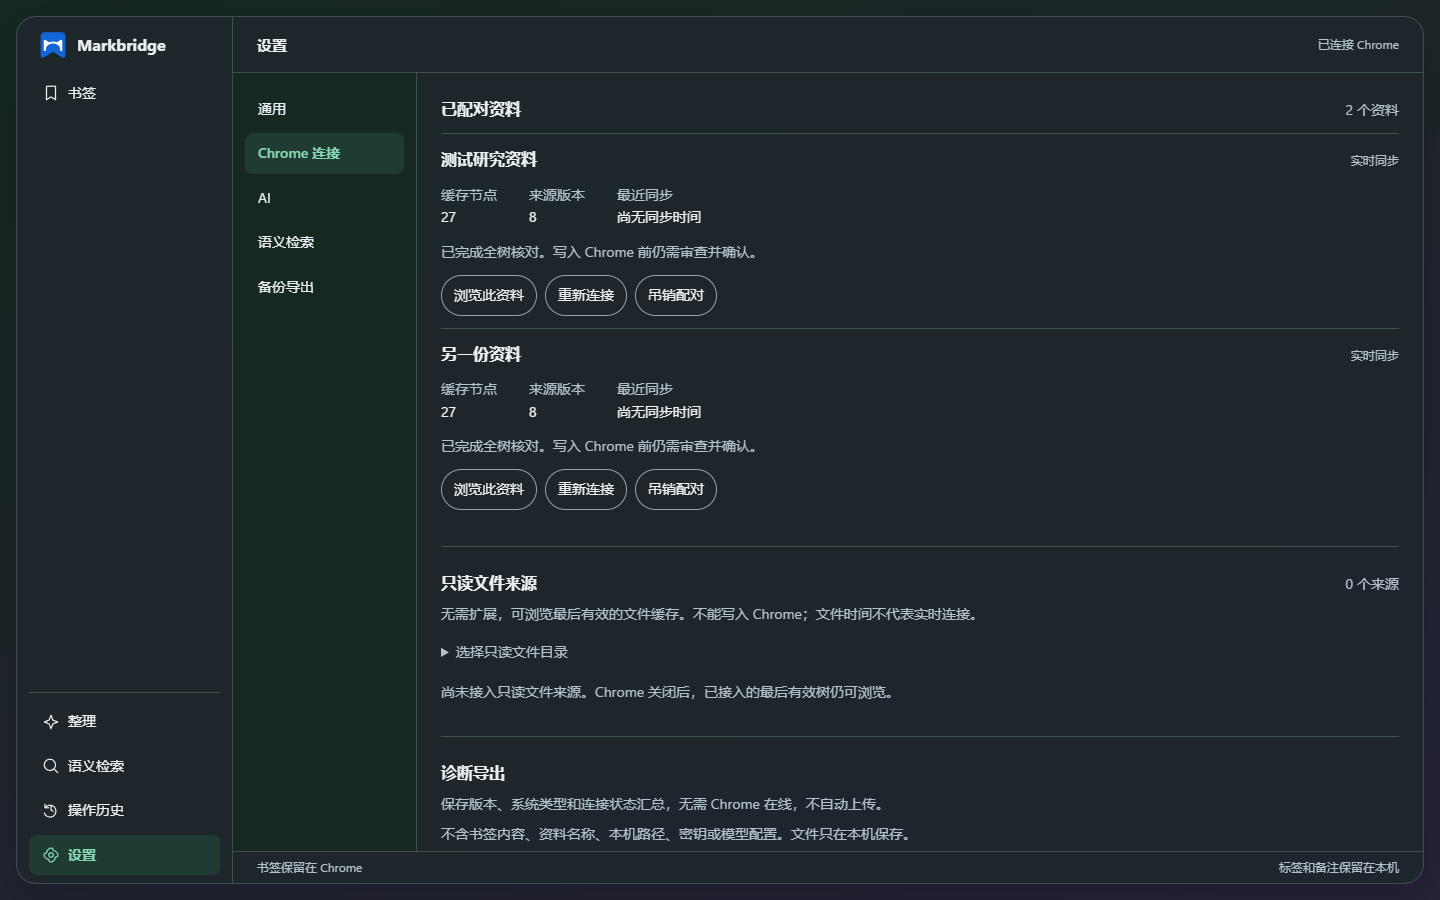 Markbridge
书签
整理
语义检索
操作历史
设置
设置
已连接 Chrome
通用
Chrome 连接
AI
语义检索
备份导出
已配对资料
2 个资料
测试研究资料
实时同步
缓存节点 来源版本 最近同步
27 8 尚无同步时间
已完成全树核对。写入 Chrome 前仍需审查并确认。
浏览此资料 重新连接 吊销配对
另一份资料
实时同步
缓存节点 来源版本 最近同步
27 8 尚无同步时间
已完成全树核对。写入 Chrome 前仍需审查并确认。
浏览此资料 重新连接 吊销配对
只读文件来源
0 个来源
无需扩展，可浏览最后有效的文件缓存。不能写入 Chrome；文件时间不代表实时连接。
选择只读文件目录
尚未接入只读文件来源。Chrome 关闭后，已接入的最后有效树仍可浏览。
诊断导出
保存版本、系统类型和连接状态汇总，无需 Chrome 在线，不自动上传。
不含书签内容、资料名称、本机路径、密钥或模型配置。文件只在本机保存。
书签保留在 Chrome
标签和备注保留在本机